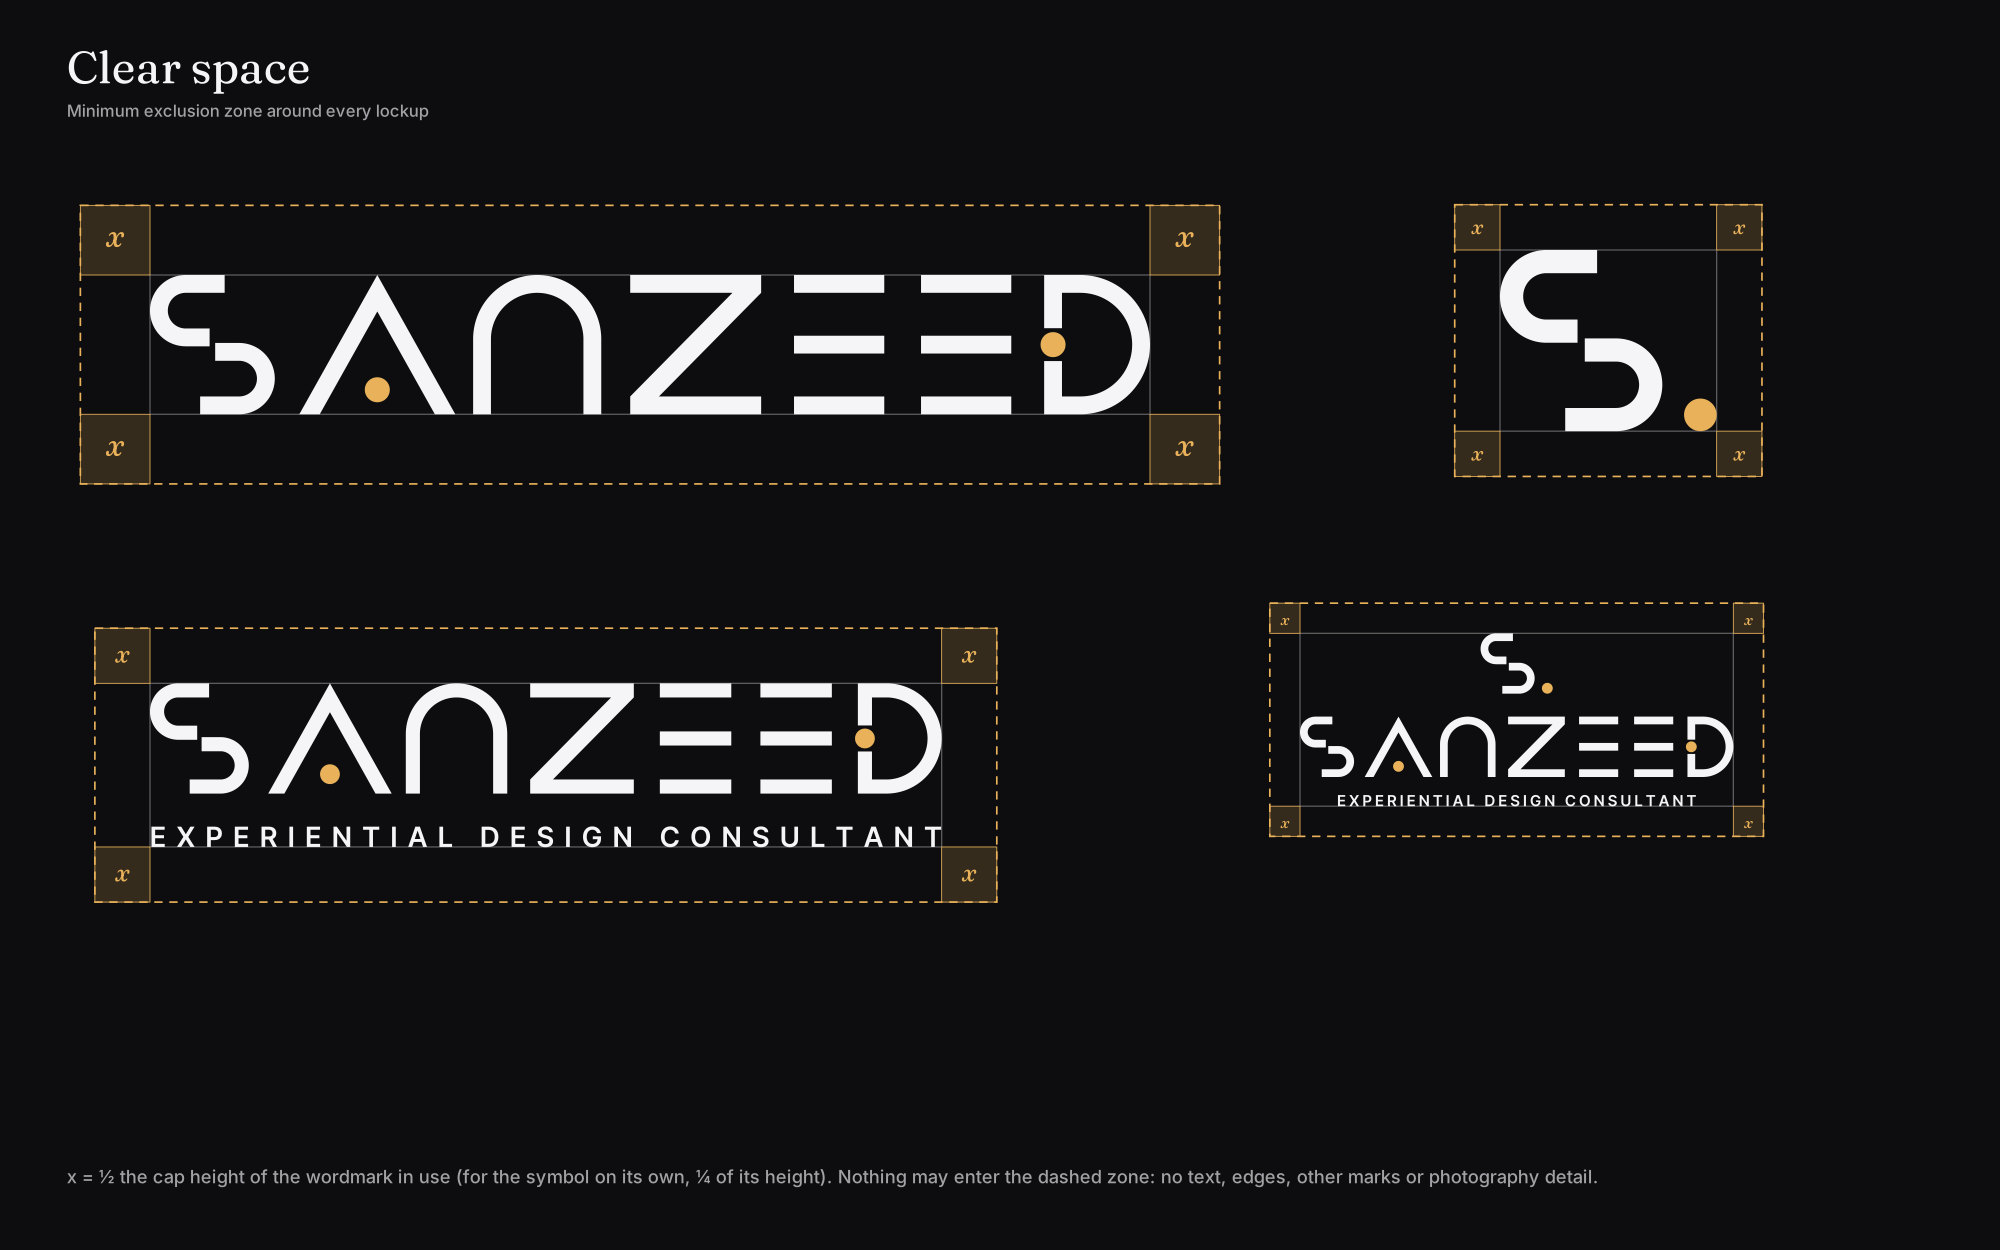 Clear space
Minimum exclusion zone around every lockup
x x
SANZEED
x x
x x
S.
x x
x x
SANZEED
EXPERIENTIAL DESIGN CONSULTANT
x x
x x
S.
SANZEED
EXPERIENTIAL DESIGN CONSULTANT
x x
x = ½ the cap height of the wordmark in use (for the symbol on its own, ¼ of its height). Nothing may enter the dashed zone: no text, edges, other marks or photography detail.